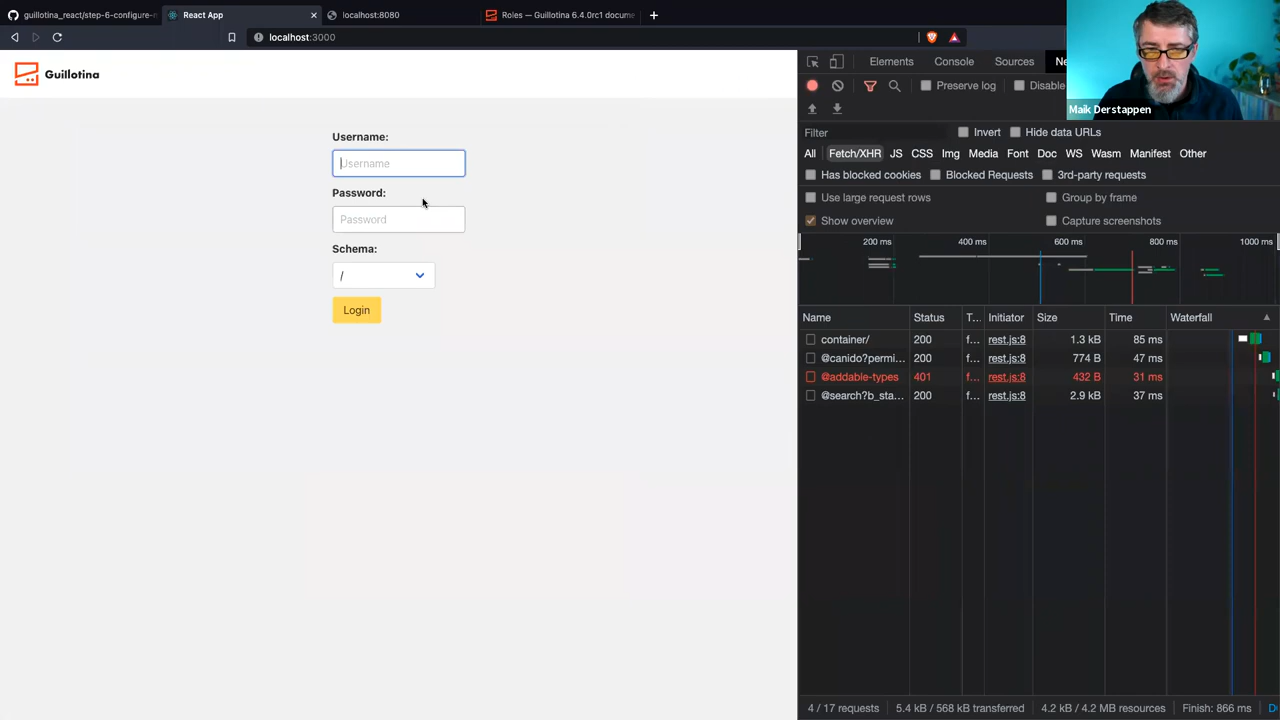 guillotina_react/step-6-configure-r
React App
localhost:8080
Roles — Guillotina 6.4.0rc1 docume
localhost:3000
Guillotina
Username:
Username
Password:
Password
Schema:
/
Login
Elements
Console
Sources
Maik Derstappen
Preserve log
Disable
Filter
Invert
Hide data URLs
All
Fetch/XHR
JS
CSS
Img
Media
Font
Doc
WS
Wasm
Manifest
Other
Has blocked cookies
Blocked Requests
3rd-party requests
Use large request rows
Group by frame
Show overview
Capture screenshots
200 ms
400 ms
600 ms
800 ms
1000 ms
Name
Status
T...
Initiator
Size
Time
Waterfall
container/ 200 f... rest.js:8 1.3 kB 85 ms
@canido?permi... 200 f... rest.js:8 774 B 47 ms
@addable-types 401 f... rest.js:8 432 B 31 ms
@search?b_sta... 200 f... rest.js:8 2.9 kB 37 ms
4 / 17 requests
5.4 kB / 568 kB transferred
4.2 kB / 4.2 MB resources
Finish: 866 ms